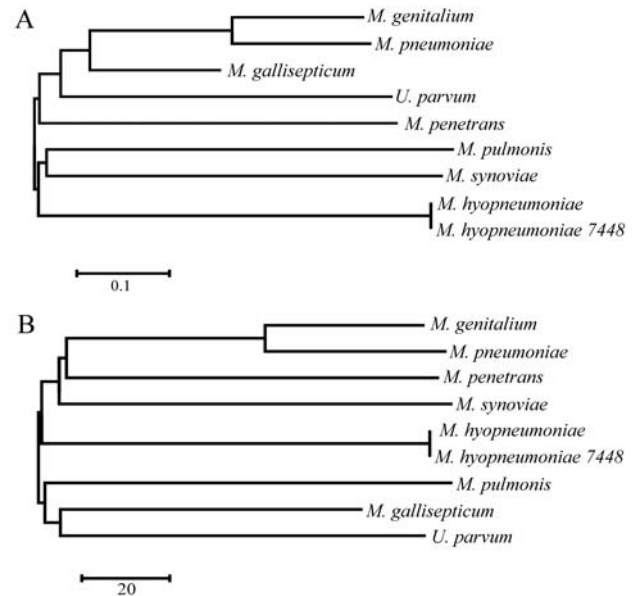 A
M. genitalium
M. pneumoniae
M. gallisepticum
U. parvum
M. penetrans
M. pulmonis
M. synoviae
M. hyopneumoniae
M. hyopneumoniae 7448
0.1
B
M. genitalium
M. pneumoniae
M. penetrans
M. synoviae
M. hyopneumoniae
M. hyopneumoniae 7448
M. pulmonis
M. gallisepticum
U. parvum
20